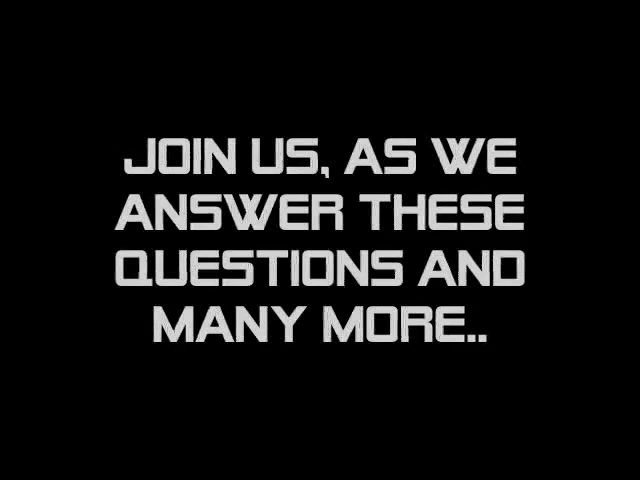 JOIN US, AS WE
ANSWER THESE
QUESTIONS AND
MANY MORE..